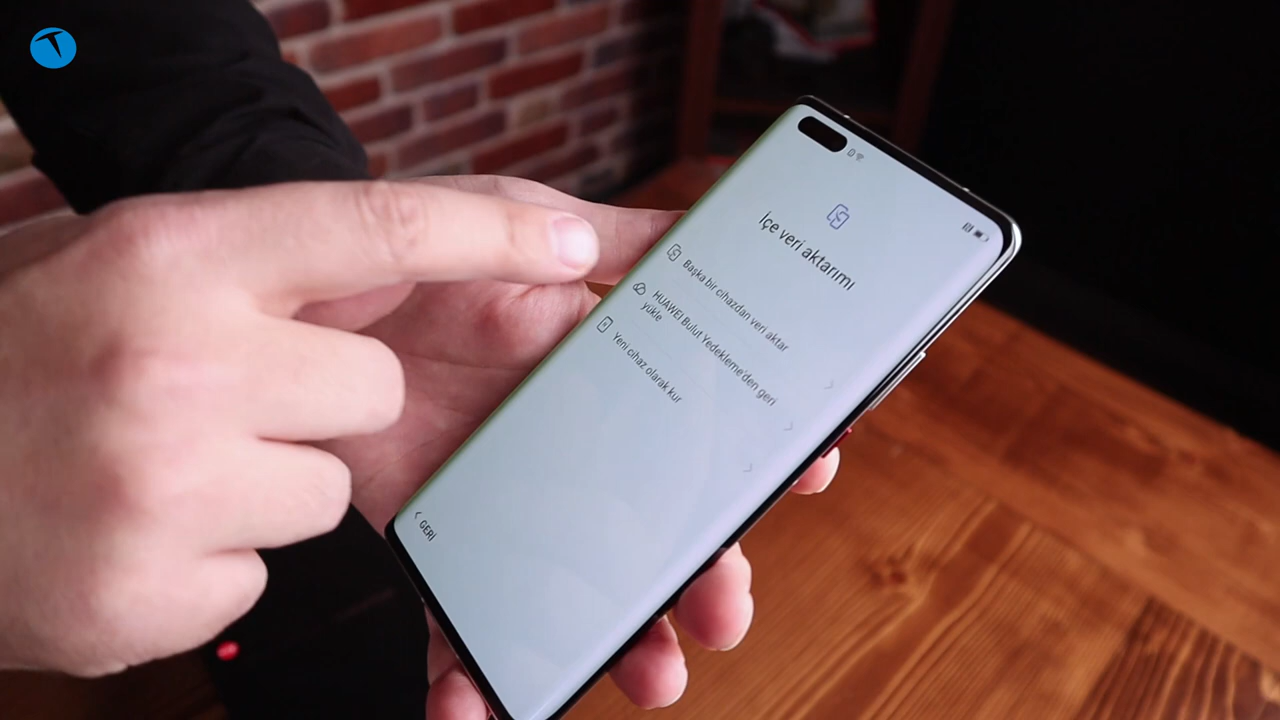 İçe veri aktarımı
Başka bir cihazdan veri aktar
HUAWEI Bulut Yedekleme'den geri
yükle
Yeni cihaz olarak kur
GERİ